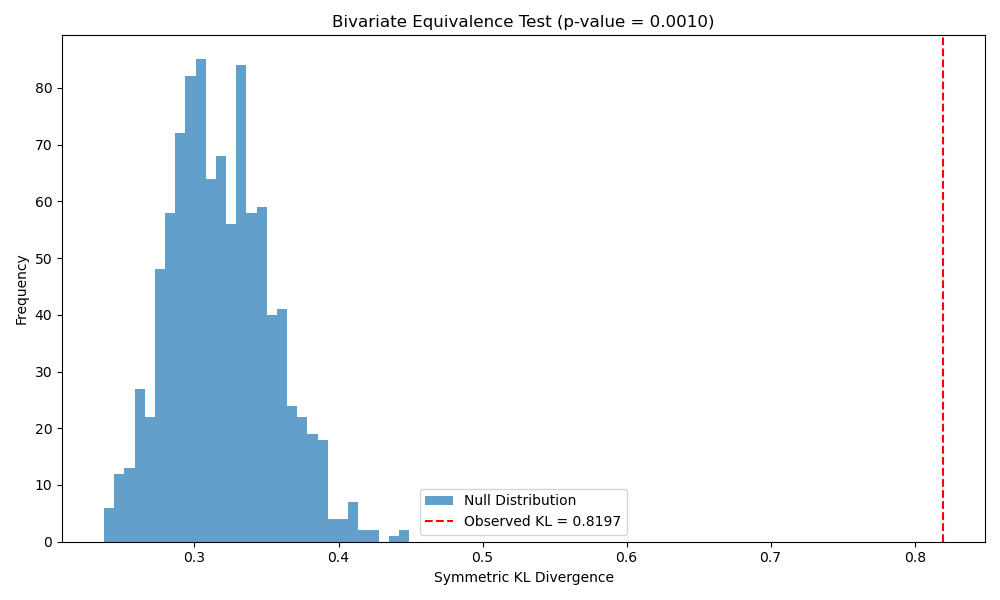 Bivariate Equivalence Test (p-value = 0.0010)
Frequency
80
70
60
50
40
30
20
10
0
Null Distribution
Observed KL = 0.8197
0.3 0.4 0.5 0.6 0.7 0.8
Symmetric KL Divergence